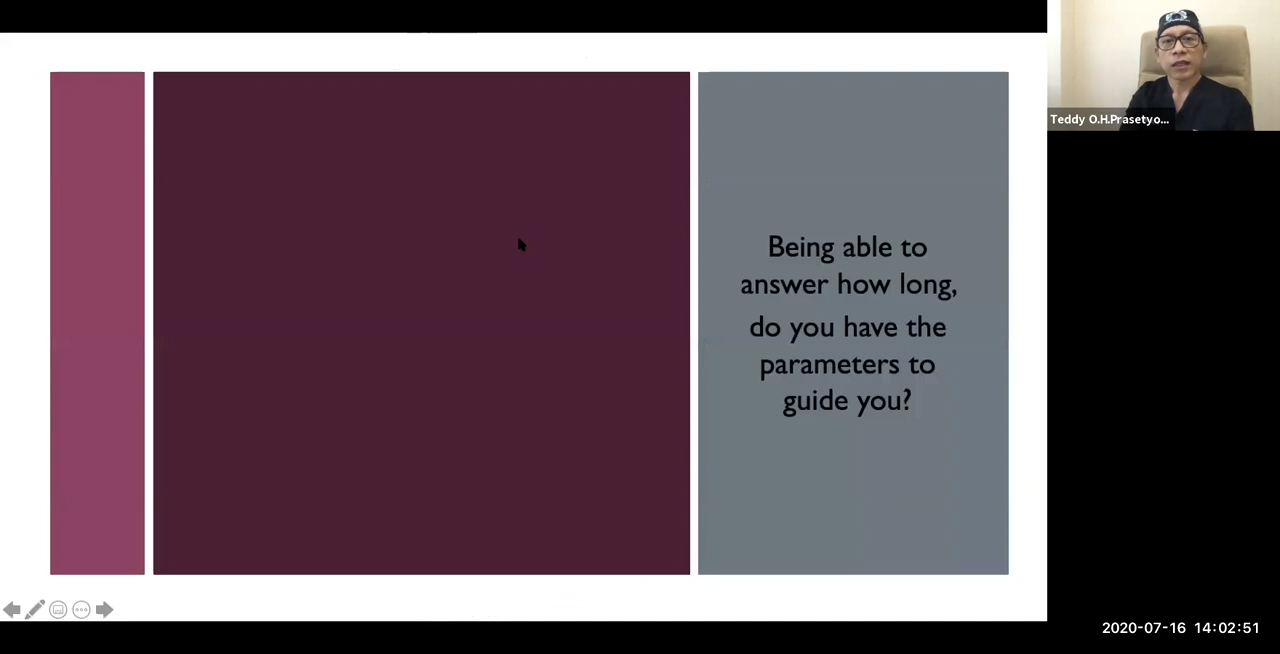 Being able to
answer how long,
do you have the
parameters to
guide you?
Teddy O.H.Prasetyo...
2020-07-16 14:02:51